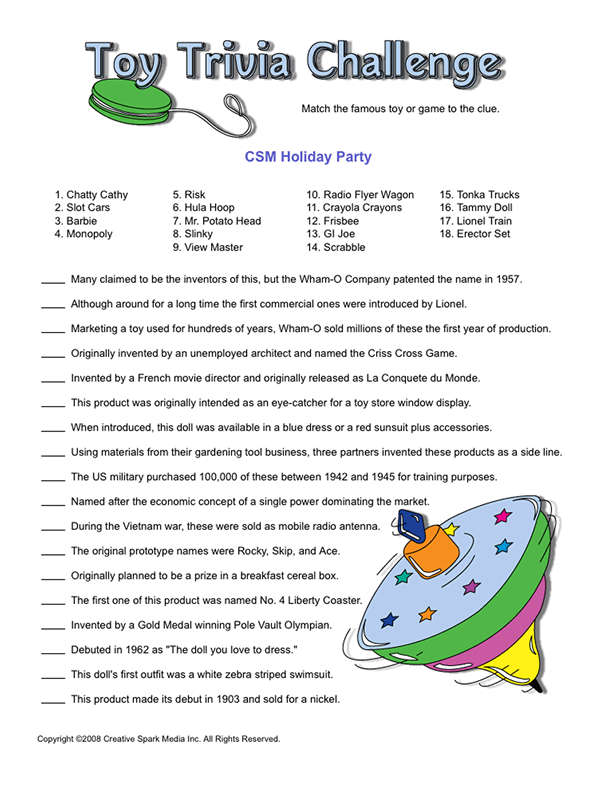 Toy Trivia Challenge
Match the famous toy or game to the clue.
CSM Holiday Party
1. Chatty Cathy
2. Slot Cars
3. Barbie
4. Monopoly
5. Risk
6. Hula Hoop
7. Mr. Potato Head
8. Slinky
9. View Master
10. Radio Flyer Wagon
11. Crayola Crayons
12. Frisbee
13. GI Joe
14. Scrabble
15. Tonka Trucks
16. Tammy Doll
17. Lionel Train
18. Erector Set
____ Many claimed to be the inventors of this, but the Wham-O Company patented the name in 1957.
____ Although around for a long time the first commercial ones were introduced by Lionel.
____ Marketing a toy used for hundreds of years, Wham-O sold millions of these the first year of production.
____ Originally invented by an unemployed architect and named the Criss Cross Game.
____ Invented by a French movie director and originally released as La Conquete du Monde.
____ This product was originally intended as an eye-catcher for a toy store window display.
____ When introduced, this doll was available in a blue dress or a red sunsuit plus accessories.
____ Using materials from their gardening tool business, three partners invented these products as a side line.
____ The US military purchased 100,000 of these between 1942 and 1945 for training purposes.
____ Named after the economic concept of a single power dominating the market.
____ During the Vietnam war, these were sold as mobile radio antenna.
____ The original prototype names were Rocky, Skip, and Ace.
____ Originally planned to be a prize in a breakfast cereal box.
____ The first one of this product was named No. 4 Liberty Coaster.
____ Invented by a Gold Medal winning Pole Vault Olympian.
____ Debuted in 1962 as "The doll you love to dress."
____ This doll's first outfit was a white zebra striped swimsuit.
____ This product made its debut in 1903 and sold for a nickel.
Copyright ©2008 Creative Spark Media Inc. All Rights Reserved.